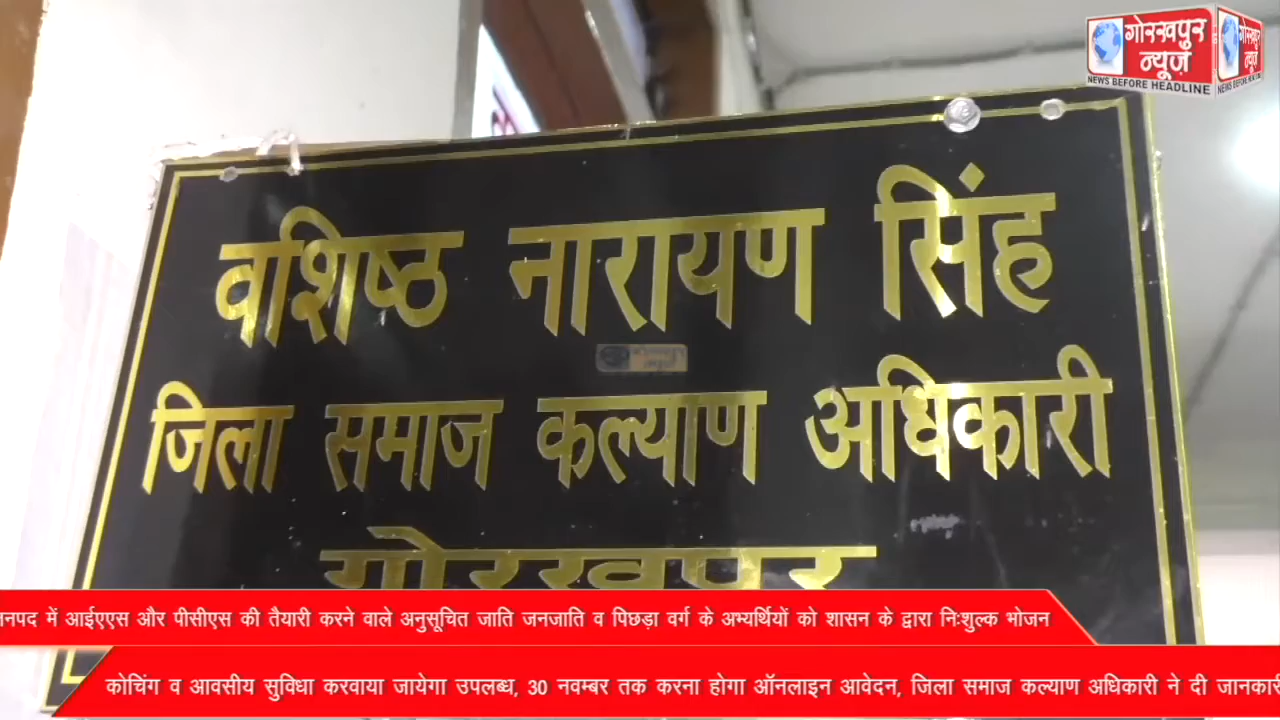 गोरखपुर
न्यूज़
NEWS BEFORE HEADLINE
वशिष्ठ नारायण सिंह
जिला समाज कल्याण अधिकारी
गोरखपुर
में आईएएस और पीसीएस की तैयारी करने वाले अनुसूचित जाति जनजाति व पिछड़ा वर्ग के अभ्यर्थियों को शासन के द्वारा निःशुल्क भोजन
कोचिंग व आवसीय सुविधा करवाया जायेगा उपलब्ध, 30 नवम्बर तक करना होगा ऑनलाइन आवेदन, जिला समाज कल्याण अधिकारी ने दी जानकारी